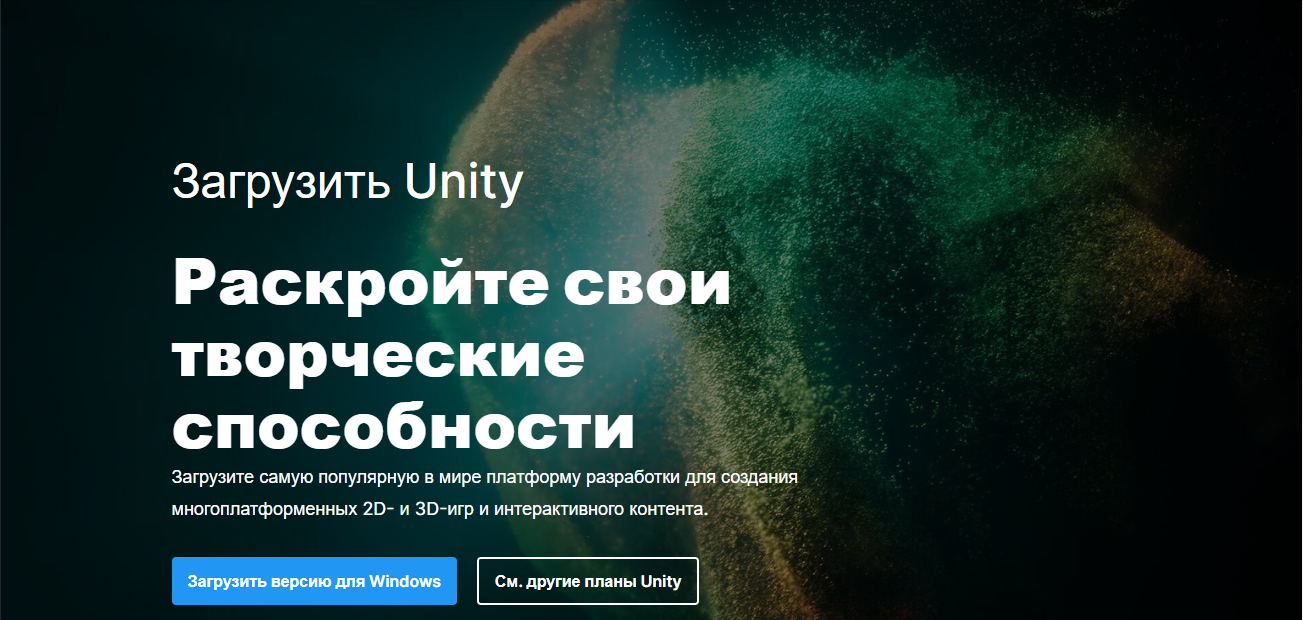 Загрузить Unity
Раскройте свои
творческие
способности
Загрузите самую популярную в мире платформу разработки для создания
многоплатформенных 2D- и 3D-игр и интерактивного контента.
Загрузить версию для Windows
См. другие планы Unity